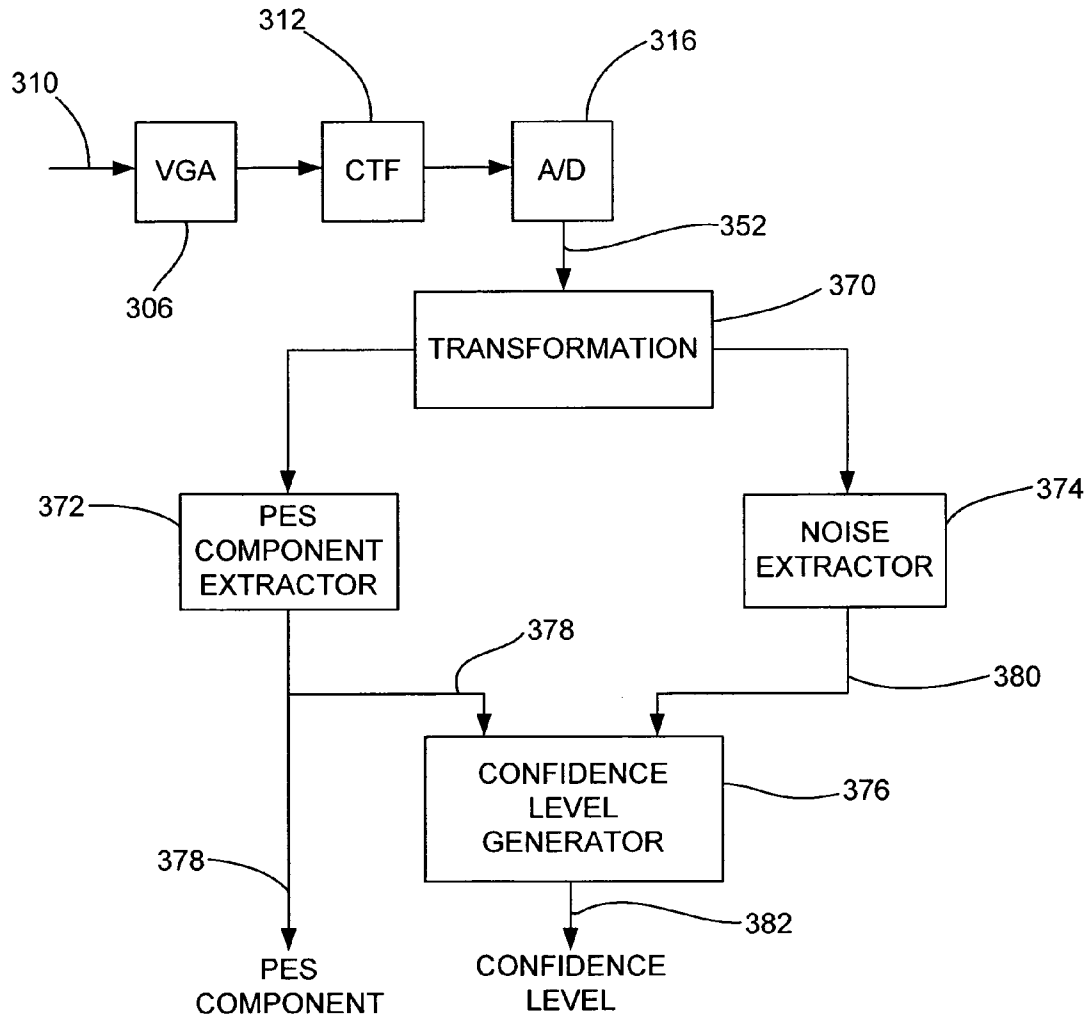 312
316
310
VGA
CTF
A/D
352
306
370
TRANSFORMATION
372
374
PES
COMPONENT
EXTRACTOR
NOISE
EXTRACTOR
378
380
CONFIDENCE
LEVEL
GENERATOR
376
378
382
PES
COMPONENT
CONFIDENCE
LEVEL